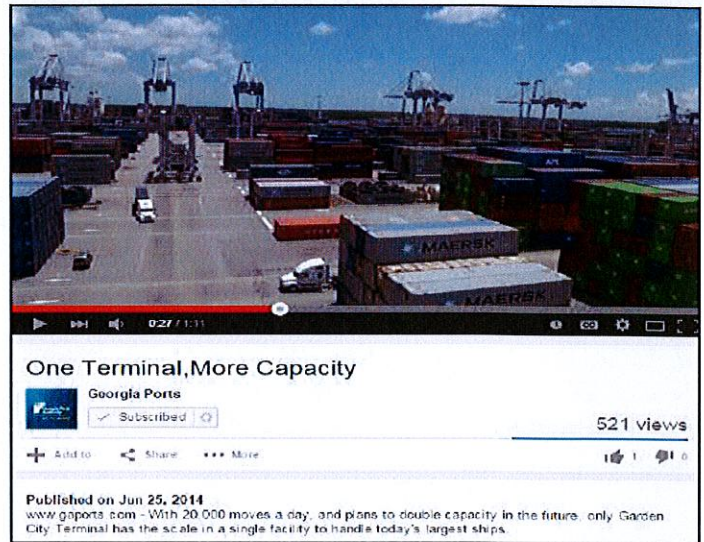 APL
MAERSK
MAERSK
0:27 / 1:11
CC
One Terminal,More Capacity
Georgia Ports
Subscribed
521 views
Add to Share More
1 0
Published on Jun 25, 2014
www.gaports.com - With 20,000 moves a day, and plans to double capacity in the future, only Garden
City Terminal has the scale in a single facility to handle today's largest ships.